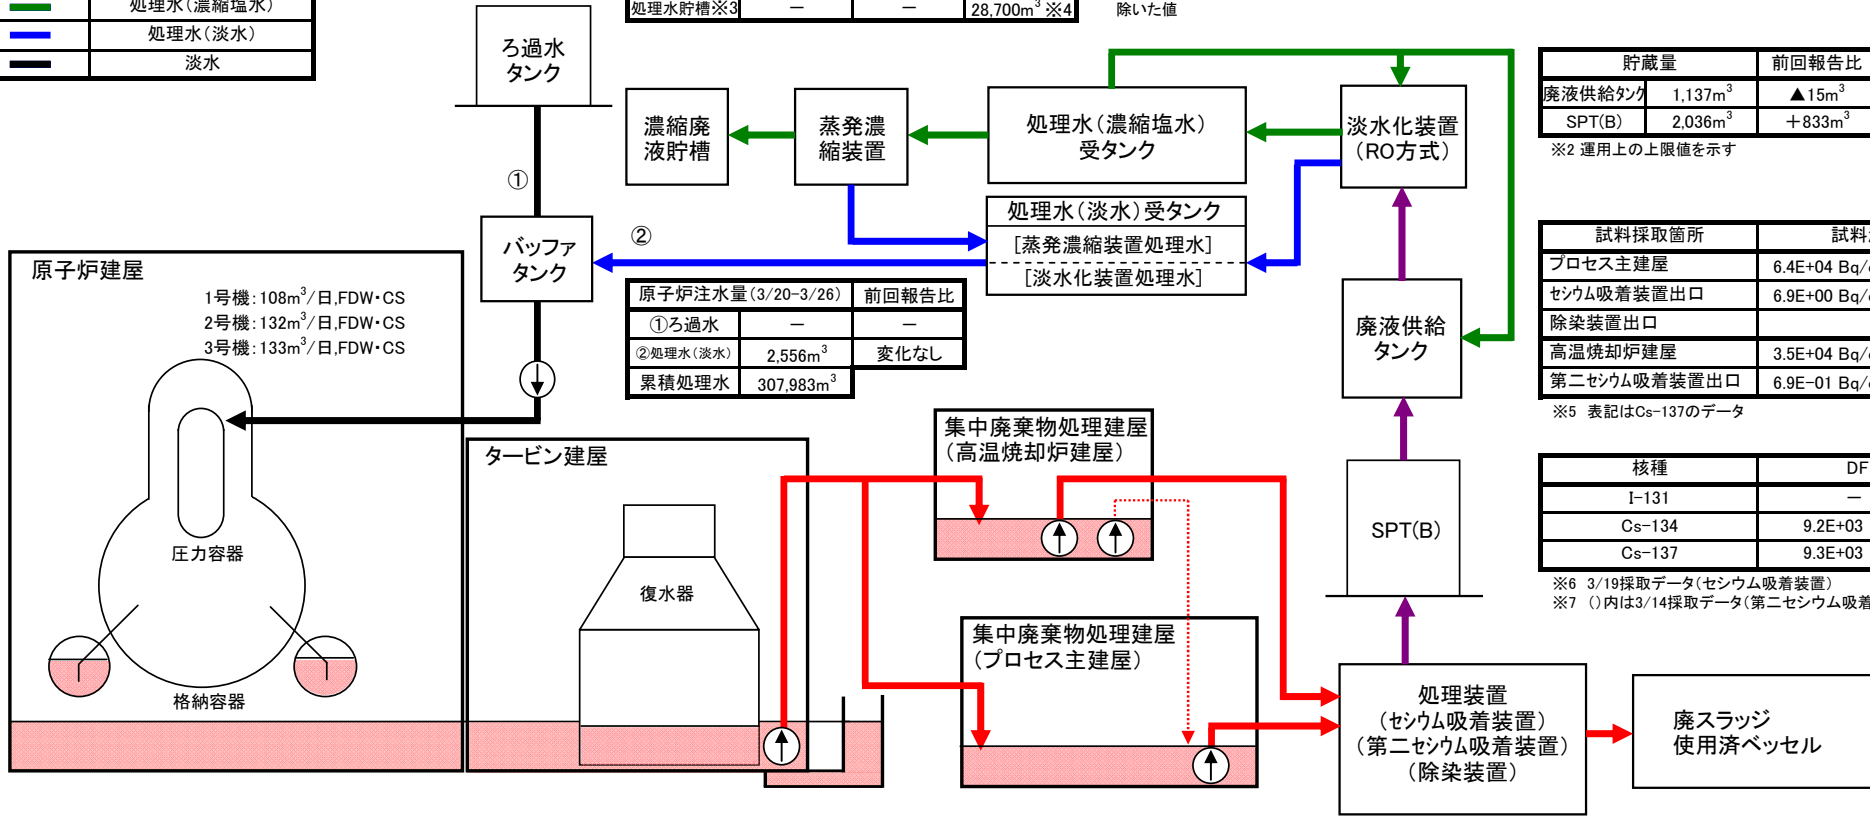 処理水(濃縮塩水)
処理水(淡水)
淡水
処理水貯槽※3 － － 28,700m³ ※4
除いた値
ろ過水
タンク
濃縮廃
液貯槽
蒸発濃
縮装置
処理水(濃縮塩水)
受タンク
淡水化装置
(RO方式)
貯蔵量 前回報告比
廃液供給タンク 1,137m³ ▲15m³
SPT(B) 2,036m³ ＋833m³
※2 運用上の上限値を示す
①
②
バッファ
タンク
処理水(淡水)受タンク
[蒸発濃縮装置処理水]
[淡水化装置処理水]
原子炉建屋
1号機:108m³/日,FDW・CS
2号機:132m³/日,FDW・CS
3号機:133m³/日,FDW・CS
原子炉注水量(3/20-3/26) 前回報告比
①ろ過水 － －
②処理水(淡水) 2,556m³ 変化なし
累積処理水 307,983m³
廃液供給
タンク
試料採取箇所 試料
プロセス主建屋 6.4E+04 Bq/
セシウム吸着装置出口 6.9E+00 Bq/
除染装置出口
高温焼却炉建屋 3.5E+04 Bq/
第二セシウム吸着装置出口 6.9E-01 Bq/
※5 表記はCs-137のデータ
タービン建屋
集中廃棄物処理建屋
(高温焼却炉建屋)
核種 DF
I-131 －
Cs-134 9.2E+03
Cs-137 9.3E+03
※6 3/19採取データ(セシウム吸着装置)
※7 ()内は3/14採取データ(第二セシウム吸着
SPT(B)
圧力容器
復水器
格納容器
集中廃棄物処理建屋
(プロセス主建屋)
処理装置
(セシウム吸着装置)
(第二セシウム吸着装置)
(除染装置)
廃スラッジ
使用済ベッセル